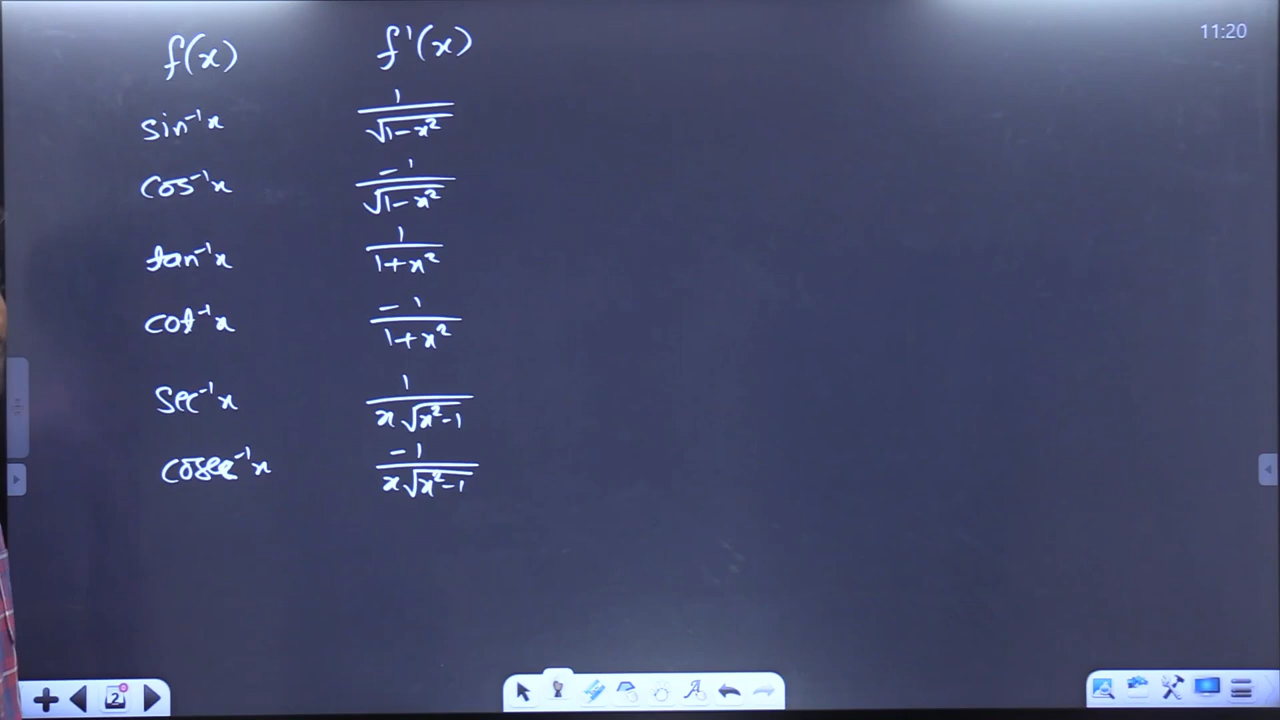 11:20
f(x) f'(x)
sin⁻¹x 1/√(1-x²)
cos⁻¹x -1/√(1-x²)
tan⁻¹x 1/(1+x²)
cot⁻¹x -1/(1+x²)
sec⁻¹x 1/(x√(x²-1))
cosec⁻¹x -1/(x√(x²-1))
2